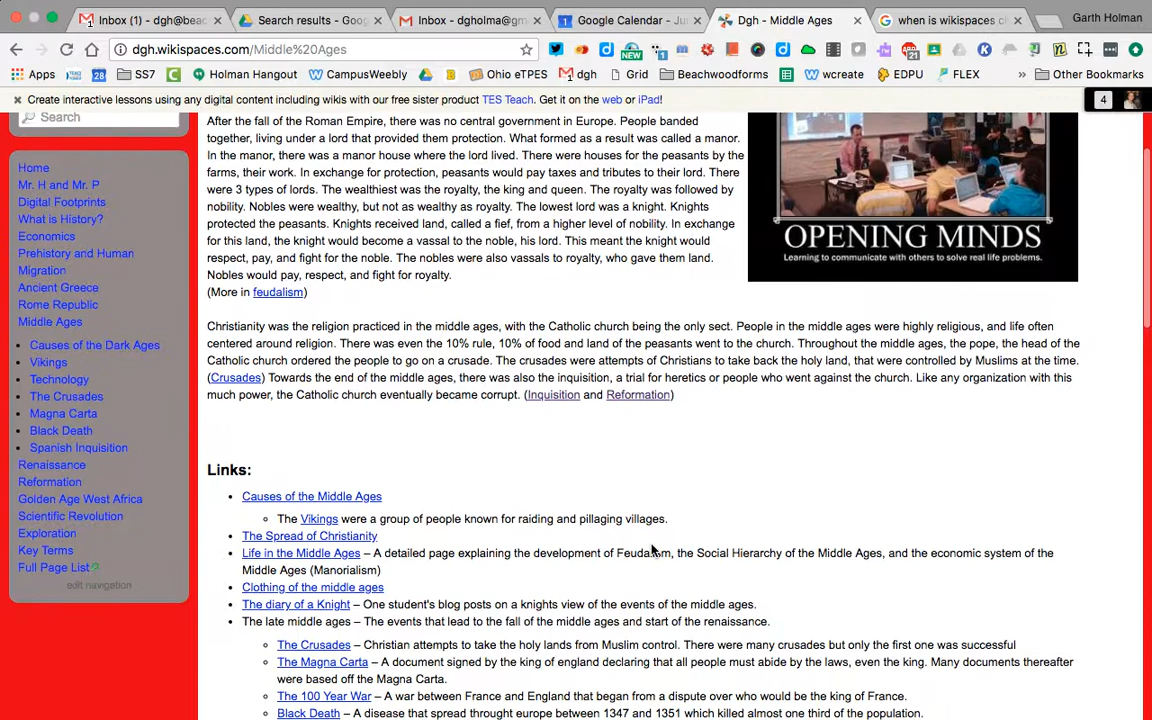 Inbox (1) - dgh@beac
Search results - Goog
Inbox - dgholma@gm
Google Calendar - Ju
Dgh - Middle Ages
when is wikispaces cl
Garth Holman
dgh.wikispaces.com/Middle%20Ages
NEW
21
Apps
28
SS7
Holman Hangout
CampusWeekly
Ohio eTPES
dgh
Grid
Beachwoodforms
wcreate
EDPU
FLEX
»
Other Bookmarks
Create interactive lessons using any digital content including wikis with our free sister product TES Teach. Get it on the web or iPad!
4
Search
Home
Mr. H and Mr. P
Digital Footprints
What is History?
Economics
Prehistory and Human
Migration
Ancient Greece
Rome Republic
Middle Ages
Causes of the Dark Ages
Vikings
Technology
The Crusades
Magna Carta
Black Death
Spanish Inquisition
Renaissance
Reformation
Golden Age West Africa
Scientific Revolution
Exploration
Key Terms
Full Page List
edit navigation
After the fall of the Roman Empire, there was no central government in Europe. People banded
together, living under a lord that provided them protection. What formed as a result was called a manor.
In the manor, there was a manor house where the lord lived. There were houses for the peasants by the
farms, their work. In exchange for protection, peasants would pay taxes and tributes to their lord. There
were 3 types of lords. The wealthiest was the royalty, the king and queen. The royalty was followed by
nobility. Nobles were wealthy, but not as wealthy as royalty. The lowest lord was a knight. Knights
protected the peasants. Knights received land, called a fief, from a higher level of nobility. In exchange
for this land, the knight would become a vassal to the noble, his lord. This meant the knight would
respect, pay, and fight for the noble. The nobles were also vassals to royalty, who gave them land.
Nobles would pay, respect, and fight for royalty.
(More in feudalism)
OPENING MINDS
Learning to communicate with others to solve real life problems.
Christianity was the religion practiced in the middle ages, with the Catholic church being the only sect. People in the middle ages were highly religious, and life often
centered around religion. There was even the 10% rule, 10% of food and land of the peasants went to the church. Throughout the middle ages, the pope, the head of the
Catholic church ordered the people to go on a crusade. The crusades were attempts of Christians to take back the holy land, that were controlled by Muslims at the time.
(Crusades) Towards the end of the middle ages, there was also the inquisition, a trial for heretics or people who went against the church. Like any organization with this
much power, the Catholic church eventually became corrupt. (Inquisition and Reformation)
Links:
Causes of the Middle Ages
The Vikings were a group of people known for raiding and pillaging villages.
The Spread of Christianity
Life in the Middle Ages – A detailed page explaining the development of Feudalism, the Social Hierarchy of the Middle Ages, and the economic system of the
Middle Ages (Manorialism)
Clothing of the middle ages
The diary of a Knight – One student's blog posts on a knights view of the events of the middle ages.
The late middle ages – The events that lead to the fall of the middle ages and start of the renaissance.
The Crusades – Christian attempts to take the holy lands from Muslim control. There were many crusades but only the first one was successful
The Magna Carta – A document signed by the king of england declaring that all people must abide by the laws, even the king. Many documents thereafter
were based off the Magna Carta.
The 100 Year War – A war between France and England that began from a dispute over who would be the king of France.
Black Death – A disease that spread throught europe between 1347 and 1351 which killed almost one third of the population.